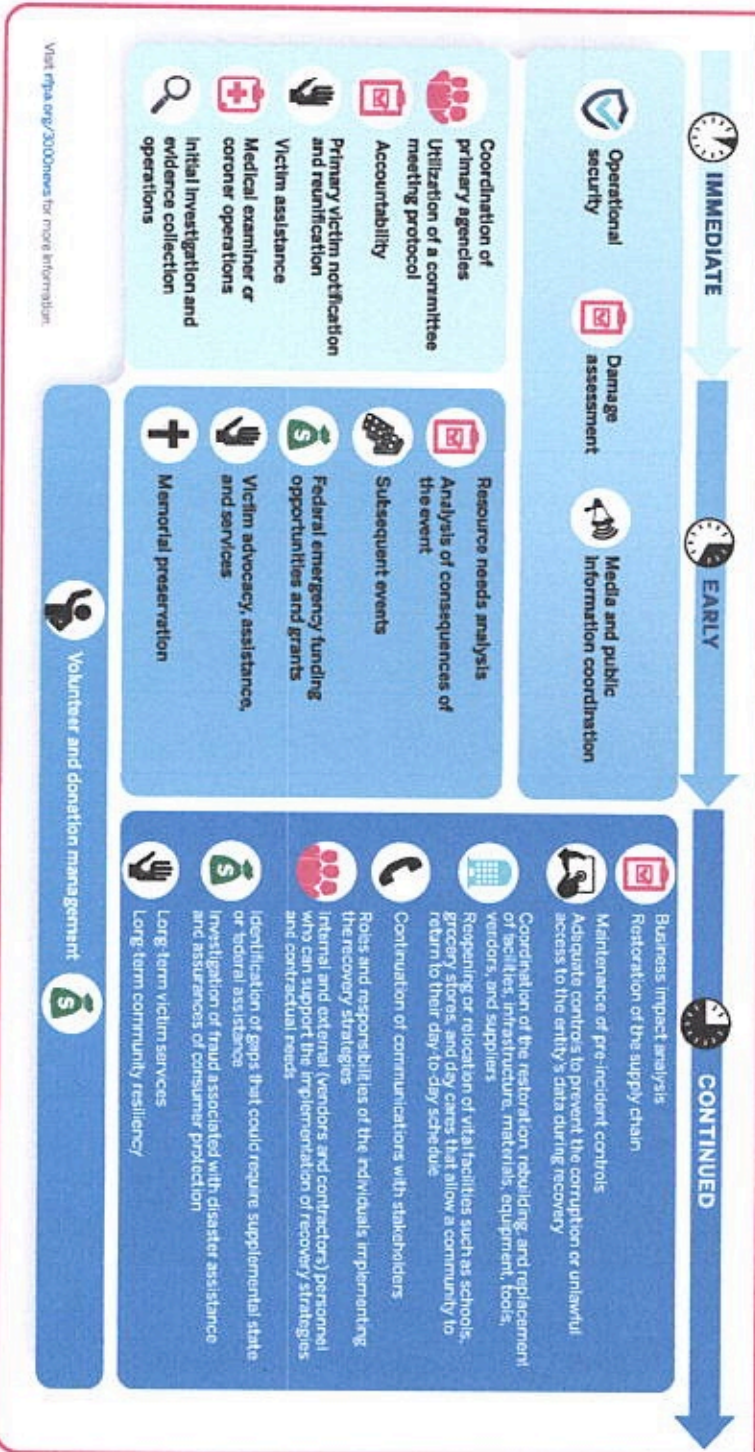 IMMEDIATE
EARLY
CONTINUED
Operational
security
Damage
assessment
Media and public
information coordination
Coordination of
primary agencies
Utilization of a committee
meeting protocol
Accountability
Primary victim notification
and reunification
Victim assistance
Medical examiner or
coroner operations
Initial investigation and
evidence collection
operations
Resource needs analysis
Analysis of consequences of
the event
Subsequent events
Federal emergency funding
opportunities and grants
Victim advocacy, assistance,
and services
Memorial preservation
Business impact analysis
Restoration of the supply chain
Maintenance of pre-incident controls
Adequate controls to prevent the corruption or unlawful
access to the entity's data during recovery
Coordination of the restoration, rebuilding, and replacement
of facilities, infrastructure, materials, equipment, tools,
vendors, and suppliers
Reopening or relocation of vital facilities such as schools,
grocery stores, and day cares that allow a community to
return to their day-to-day schedule
Continuation of communications with stakeholders
Roles and responsibilities of the individuals implementing
the recovery strategies
Internal and external (vendors and contractors) personnel
who can support the implementation of recovery strategies
and contractual needs
Identification of gaps that could require supplemental state
or federal assistance
Investigation of fraud associated with disaster assistance
and assurances of consumer protection
Long-term victim services
Long-term community resiliency
Volunteer and donation management
Visit nfpa.org/3000news for more information.